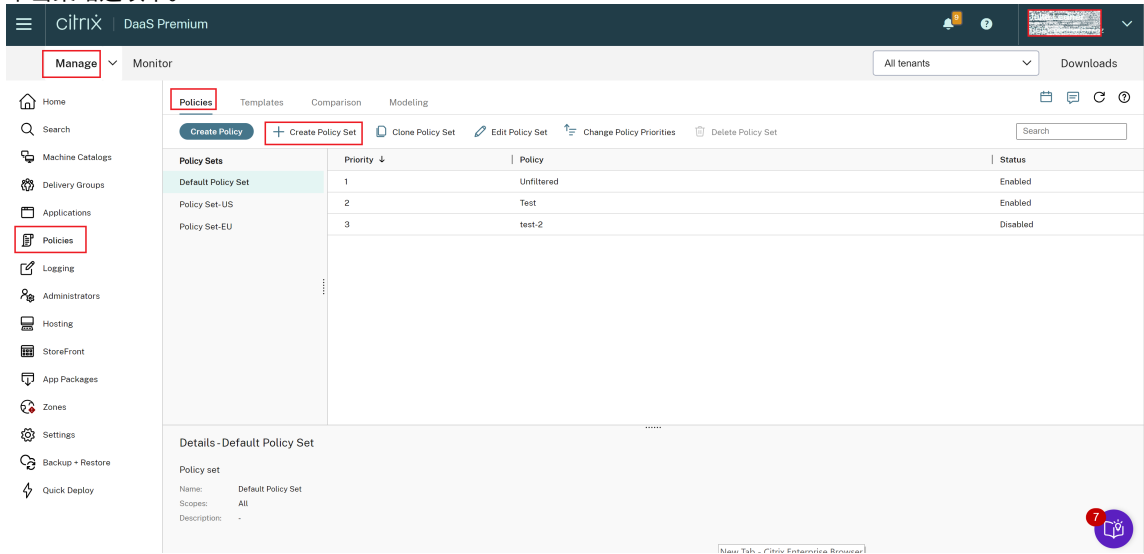 citrix | DaaS Premium
9
Manage
Monitor
All tenants
Downloads
Home
Search
Machine Catalogs
Delivery Groups
Applications
Policies
Logging
Administrators
Hosting
StoreFront
App Packages
Zones
Settings
Backup + Restore
Quick Deploy
Policies Templates Comparison Modeling
Create Policy + Create Policy Set Clone Policy Set Edit Policy Set Change Policy Priorities Delete Policy Set Search
Policy Sets
Default Policy Set
Policy Set-US
Policy Set-EU
Priority ↓ Policy Status
1 Unfiltered Enabled
2 Test Enabled
3 test-2 Disabled
Details - Default Policy Set
Policy set
Name: Default Policy Set
Scopes: All
Description: -
7
New Tab - Citrix Enterprise Browser